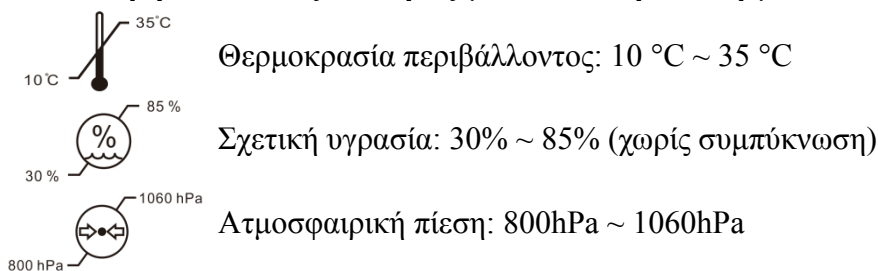 35°C
10°C
Θερμοκρασία περιβάλλοντος: 10 °C ~ 35 °C
85 %
%
30 %
Σχετική υγρασία: 30% ~ 85% (χωρίς συμπύκνωση)
1060 hPa
800 hPa
Ατμοσφαιρική πίεση: 800hPa ~ 1060hPa